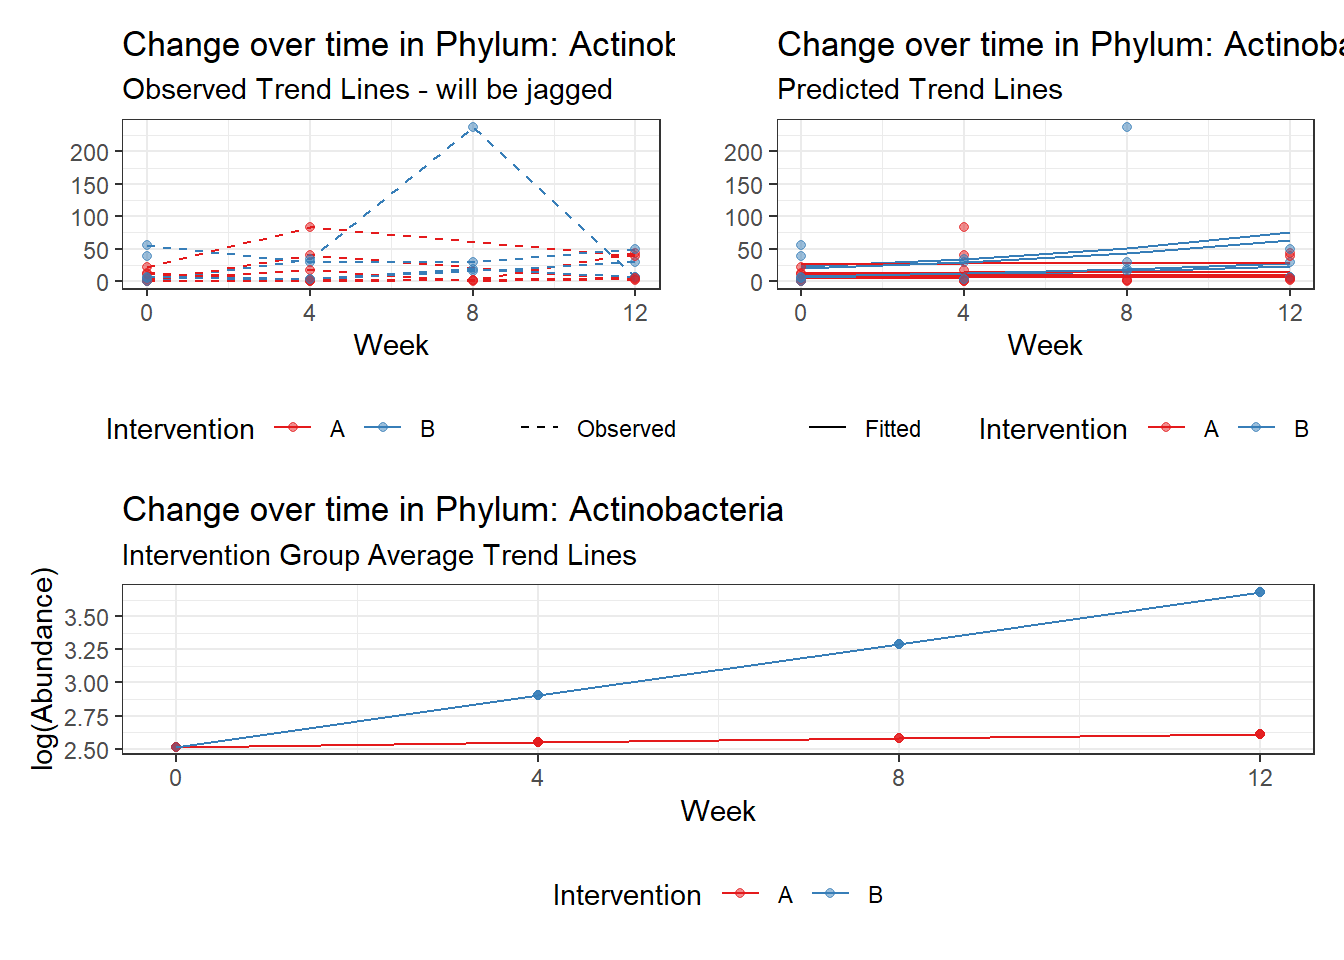 Change over time in Phylum: Actinob
Observed Trend Lines - will be jagged
200
150
100
50
0
0 4 8 12
Week
Intervention A B Observed
Change over time in Phylum: Actinoba
Predicted Trend Lines
200
150
100
50
0
0 4 8 12
Week
Fitted Intervention A B
Change over time in Phylum: Actinobacteria
Intervention Group Average Trend Lines
log(Abundance)
3.50
3.25
3.00
2.75
2.50
0 4 8 12
Week
Intervention A B